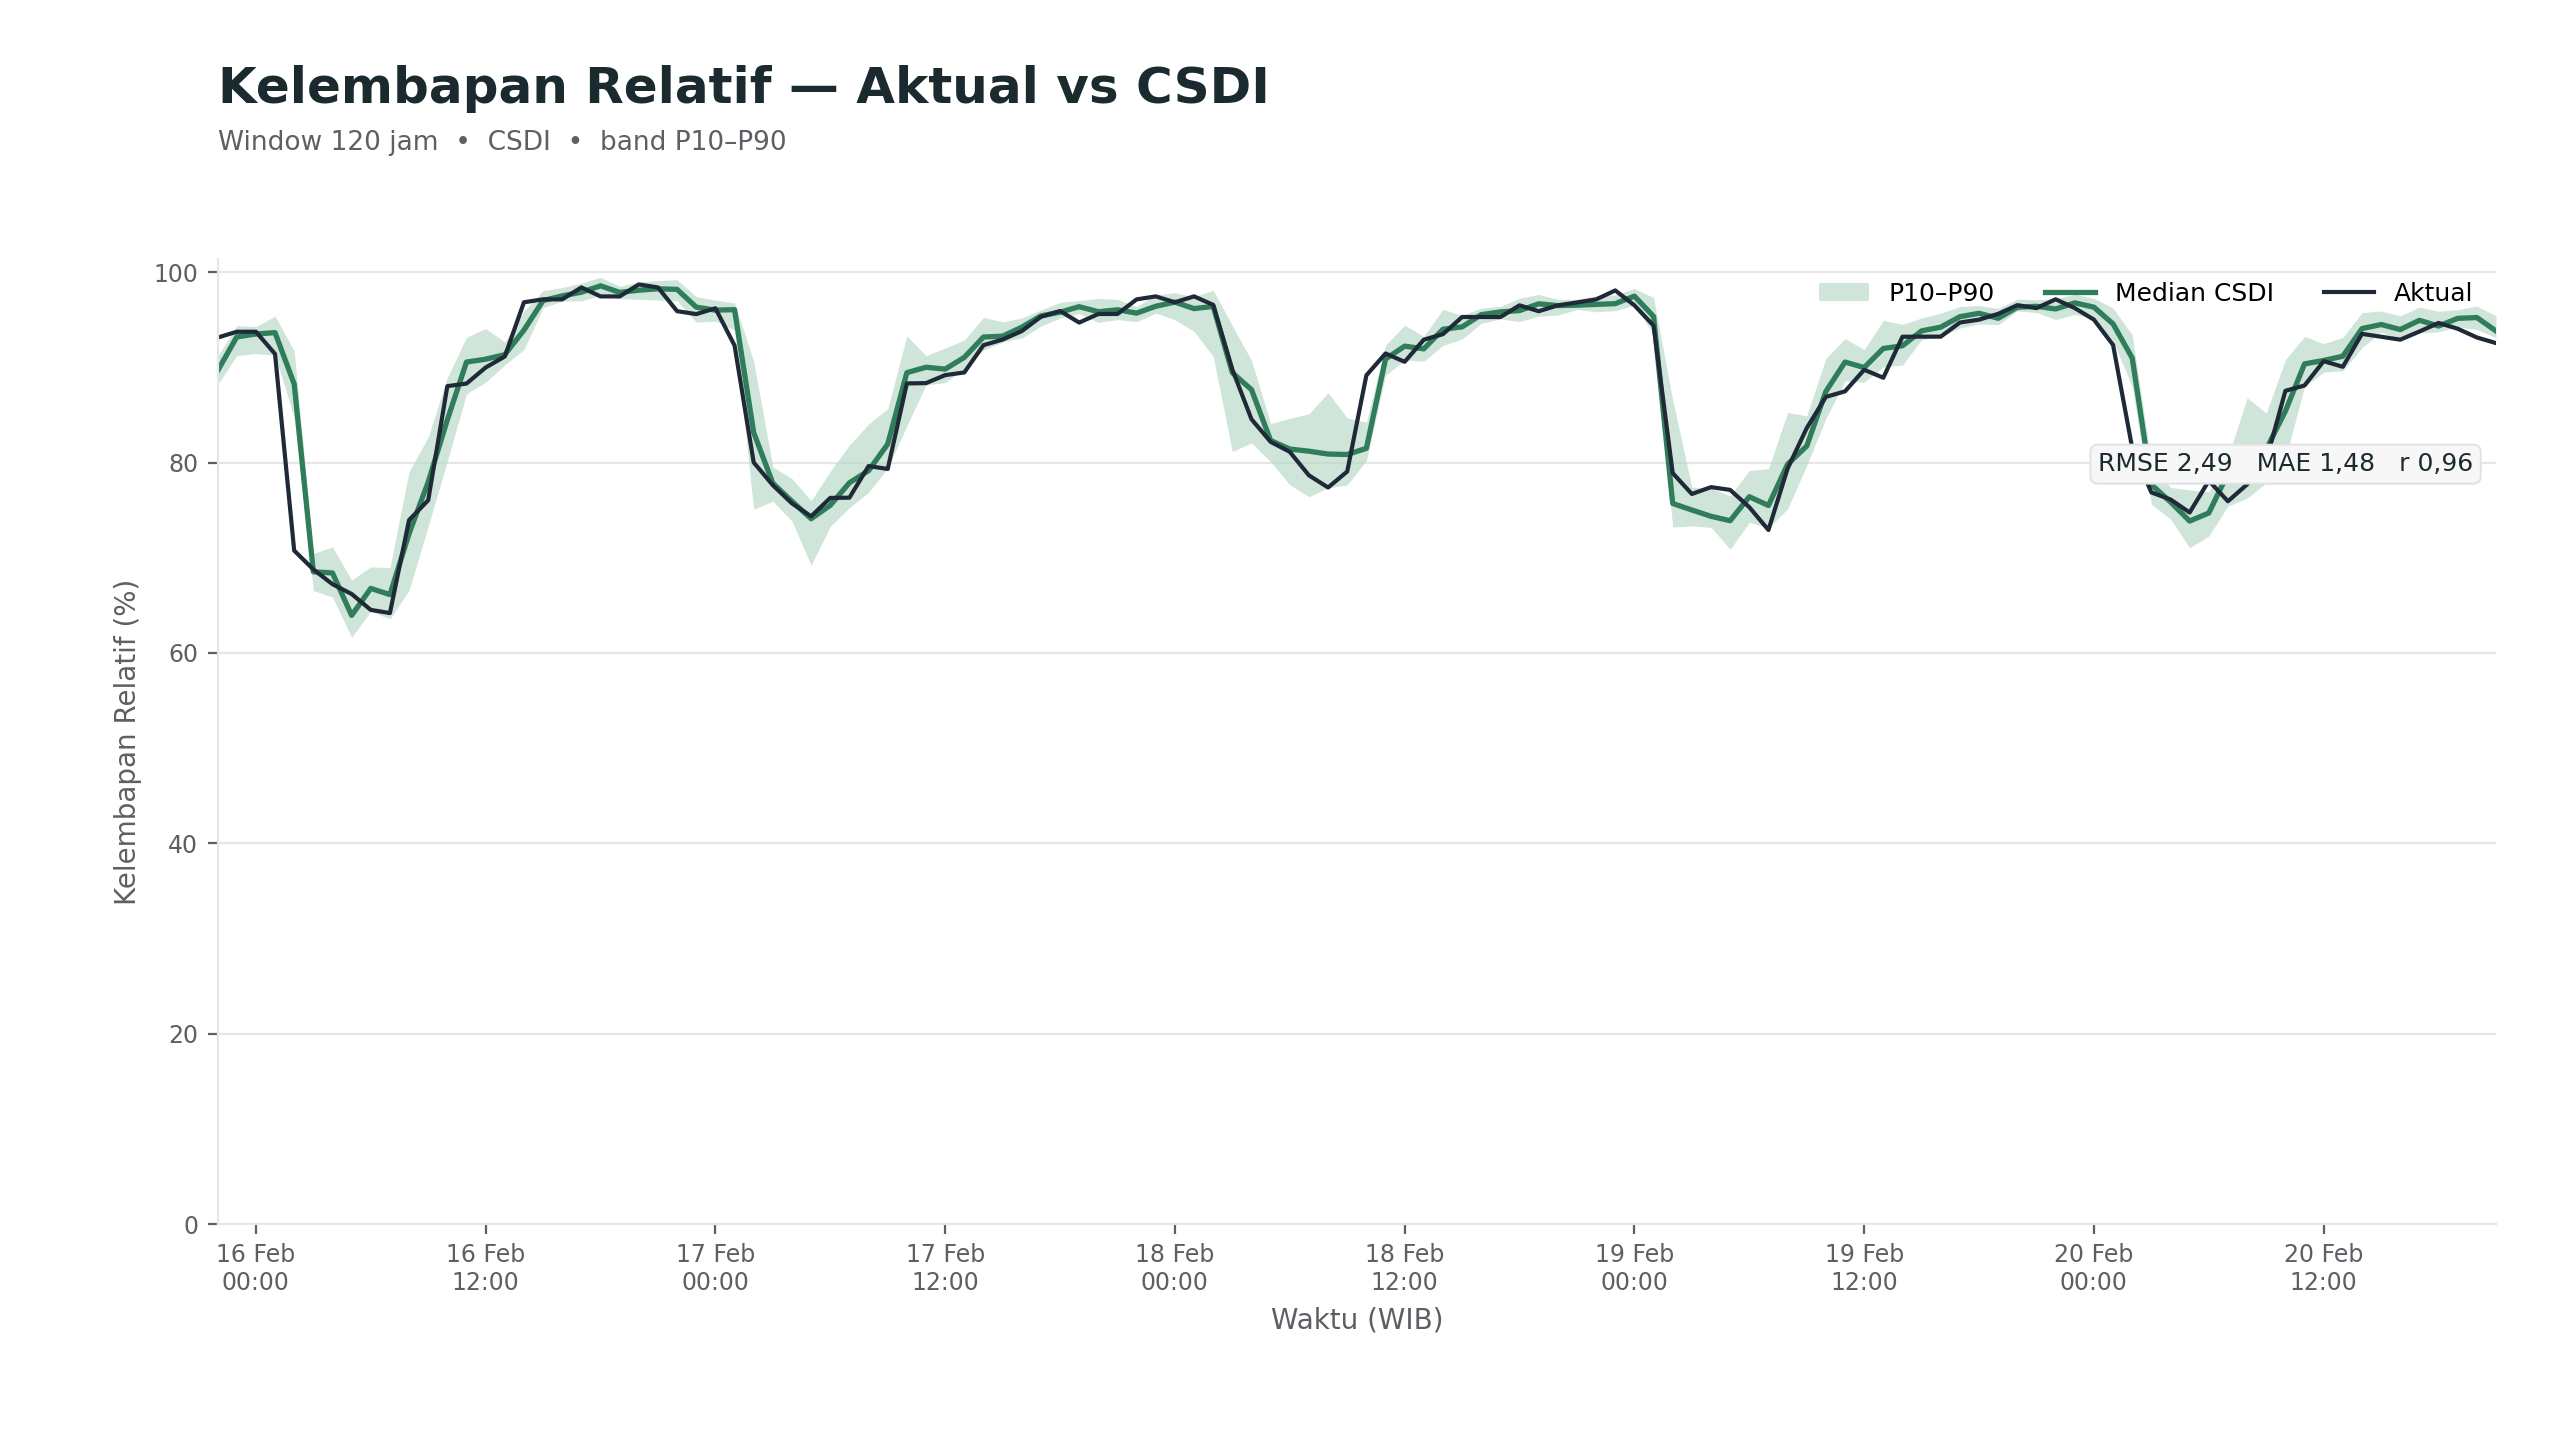 Kelembapan Relatif — Aktual vs CSDI
Window 120 jam • CSDI • band P10–P90
P10–P90 Median CSDI Aktual
RMSE 2,49 MAE 1,48 r 0,96
Kelembapan Relatif (%)
100
80
60
40
20
0
16 Feb 16 Feb 17 Feb 17 Feb 18 Feb 18 Feb 19 Feb 19 Feb 20 Feb 20 Feb
00:00 12:00 00:00 12:00 00:00 12:00 00:00 12:00 00:00 12:00
Waktu (WIB)